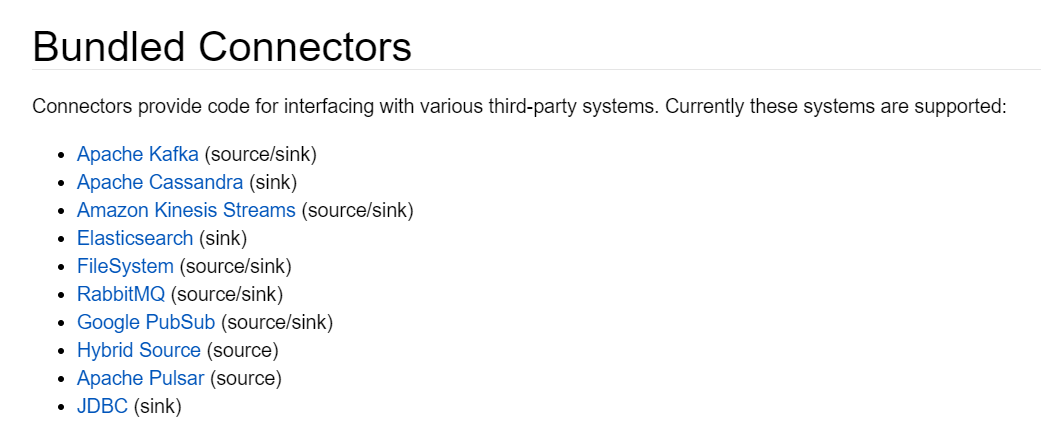 Bundled Connectors
Connectors provide code for interfacing with various third-party systems. Currently these systems are supported:
• Apache Kafka (source/sink)
• Apache Cassandra (sink)
• Amazon Kinesis Streams (source/sink)
• Elasticsearch (sink)
• FileSystem (source/sink)
• RabbitMQ (source/sink)
• Google PubSub (source/sink)
• Hybrid Source (source)
• Apache Pulsar (source)
• JDBC (sink)